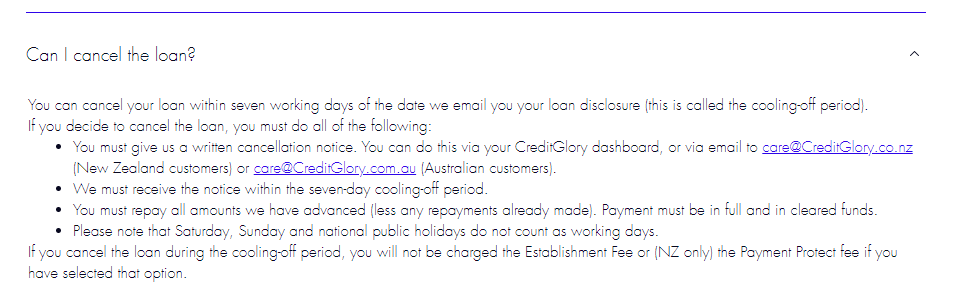 Can I cancel the loan?
You can cancel your loan within seven working days of the date we email you your loan disclosure (this is called the cooling-off period).
If you decide to cancel the loan, you must do all of the following:
• You must give us a written cancellation notice. You can do this via your CreditGlory dashboard, or via email to care@CreditGlory.co.nz
(New Zealand customers) or care@CreditGlory.com.au (Australian customers).
• We must receive the notice within the seven-day cooling-off period.
• You must repay all amounts we have advanced (less any repayments already made). Payment must be in full and in cleared funds.
• Please note that Saturday, Sunday and national public holidays do not count as working days.
If you cancel the loan during the cooling-off period, you will not be charged the Establishment Fee or (NZ only) the Payment Protect fee if you
have selected that option.